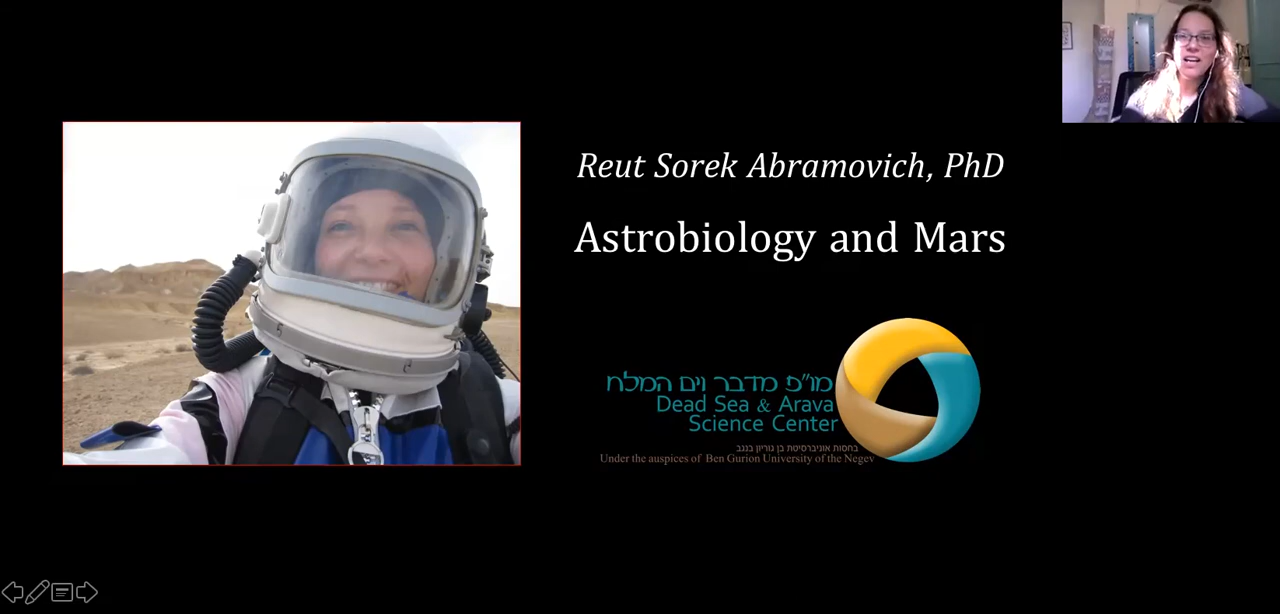 Reut Sorek Abramovich, PhD
Astrobiology and Mars
מו"פ מדבר וים המלח
Dead Sea & Arava
Science Center
בחסות אוניברסיטת בן גוריון בנגב
Under the auspices of Ben Gurion University of the Negev